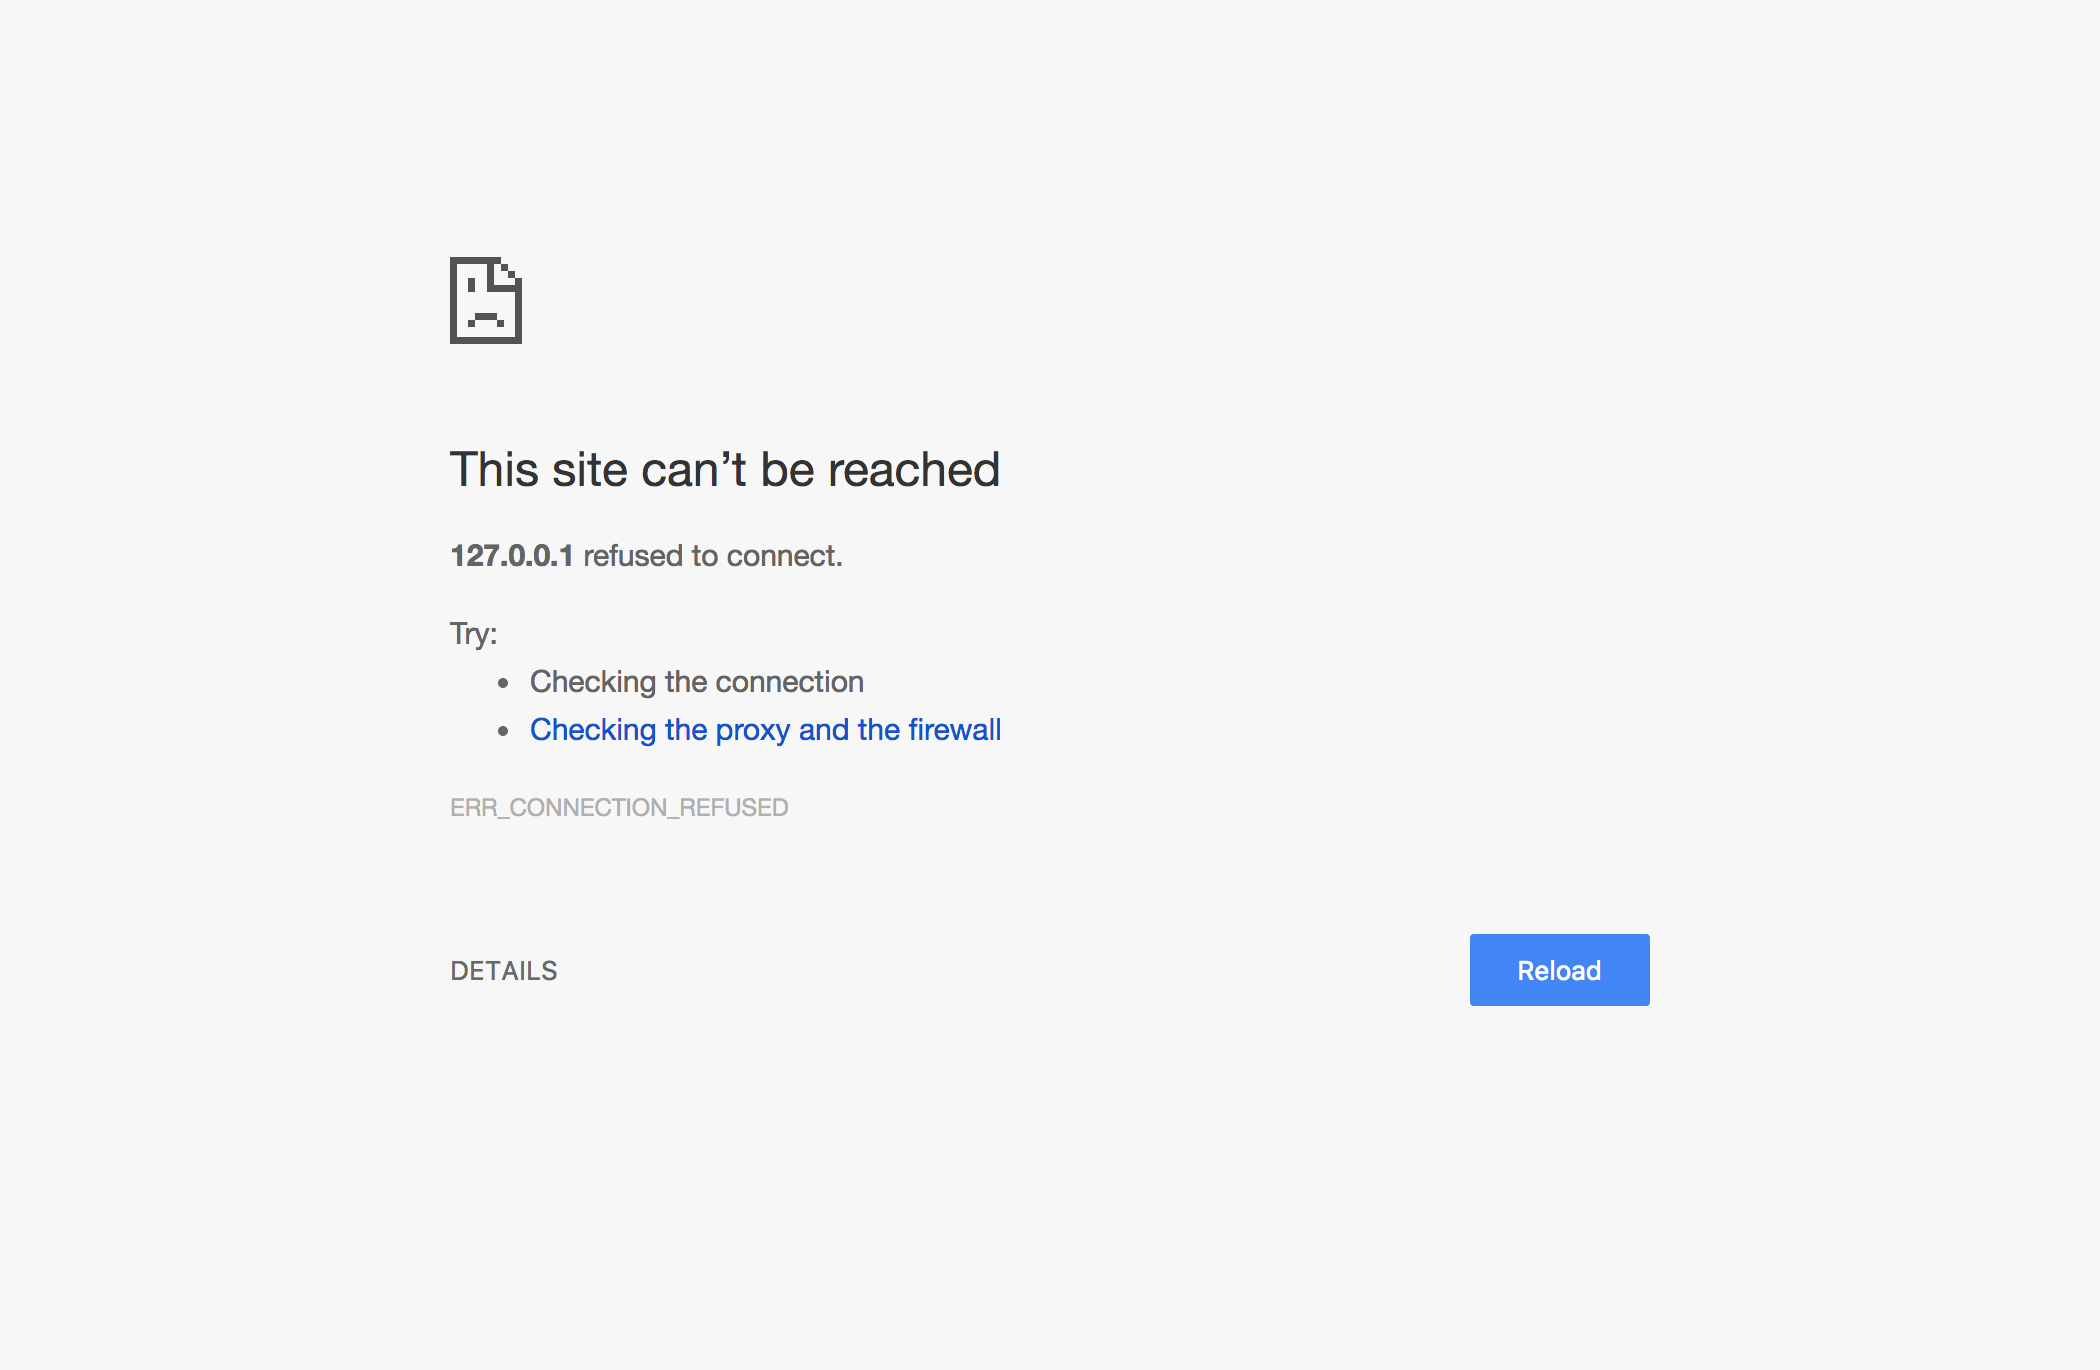 This site can’t be reached
127.0.0.1 refused to connect.
Try:
• Checking the connection
• Checking the proxy and the firewall
ERR_CONNECTION_REFUSED
DETAILS
Reload